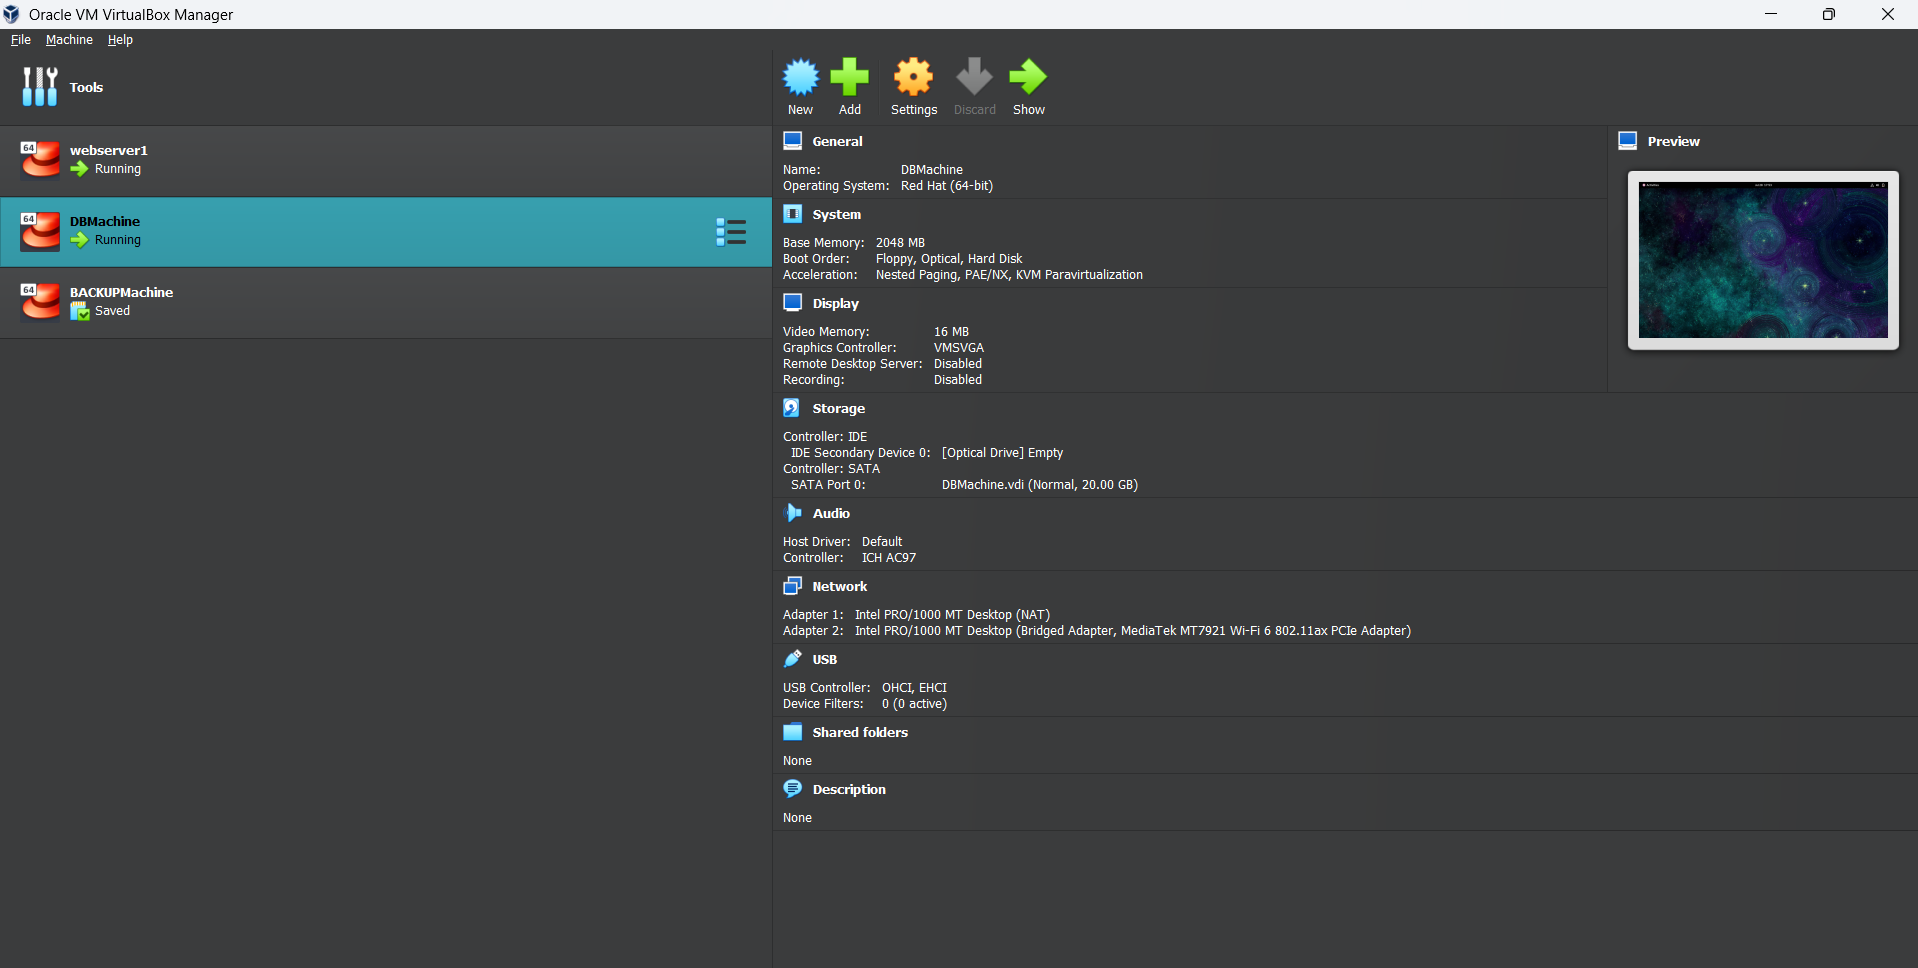 Oracle VM VirtualBox Manager
File Machine Help
Tools
64
webserver1
Running
64
DBMachine
Running
64
BACKUPMachine
Saved
New Add Settings Discard Show
General
Name: DBMachine
Operating System: Red Hat (64-bit)
System
Base Memory: 2048 MB
Boot Order: Floppy, Optical, Hard Disk
Acceleration: Nested Paging, PAE/NX, KVM Paravirtualization
Display
Video Memory: 16 MB
Graphics Controller: VMSVGA
Remote Desktop Server: Disabled
Recording: Disabled
Storage
Controller: IDE
IDE Secondary Device 0: [Optical Drive] Empty
Controller: SATA
SATA Port 0: DBMachine.vdi (Normal, 20.00 GB)
Audio
Host Driver: Default
Controller: ICH AC97
Network
Adapter 1: Intel PRO/1000 MT Desktop (NAT)
Adapter 2: Intel PRO/1000 MT Desktop (Bridged Adapter, MediaTek MT7921 Wi-Fi 6 802.11ax PCIe Adapter)
USB
USB Controller: OHCI, EHCI
Device Filters: 0 (0 active)
Shared folders
None
Description
None
Preview